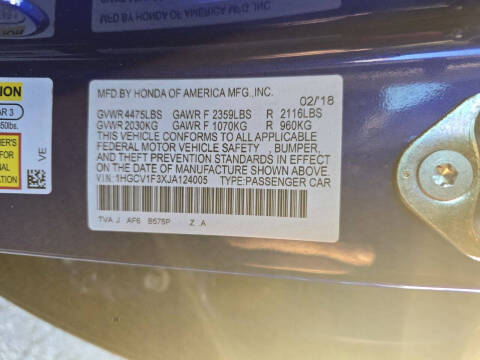 MFD.BY HONDA OF AMERICA MFG.,INC.
02/'18
GVWR 4475LBS GAWR F 2359LBS R 2116LBS
GVWR 2030KG GAWR F 1070KG R 960KG
THIS VEHICLE CONFORMS TO ALL APPLICABLE
FEDERAL MOTOR VEHICLE SAFETY , BUMPER,
AND THEFT PREVENTION STANDARDS IN EFFECT
ON THE DATE OF MANUFACTURE SHOWN ABOVE.
VIN:1HGCV1F3XJA124005 TYPE:PASSENGER CAR
TVA J AF6 B575P Z .A
VE